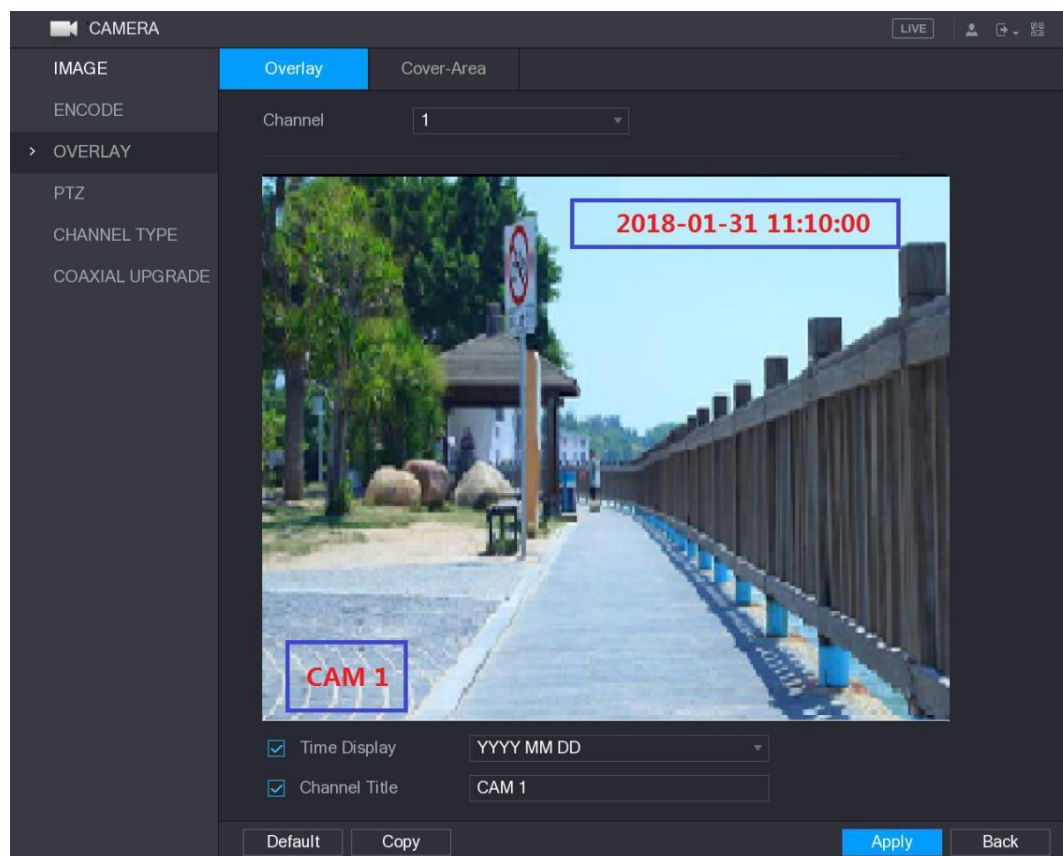 CAMERA
LIVE
IMAGE
ENCODE
> OVERLAY
PTZ
CHANNEL TYPE
COAXIAL UPGRADE
Overlay Cover-Area
Channel 1
2018-01-31 11:10:00
CAM 1
Time Display YYYY MM DD
Channel Title CAM 1
Default Copy Apply Back